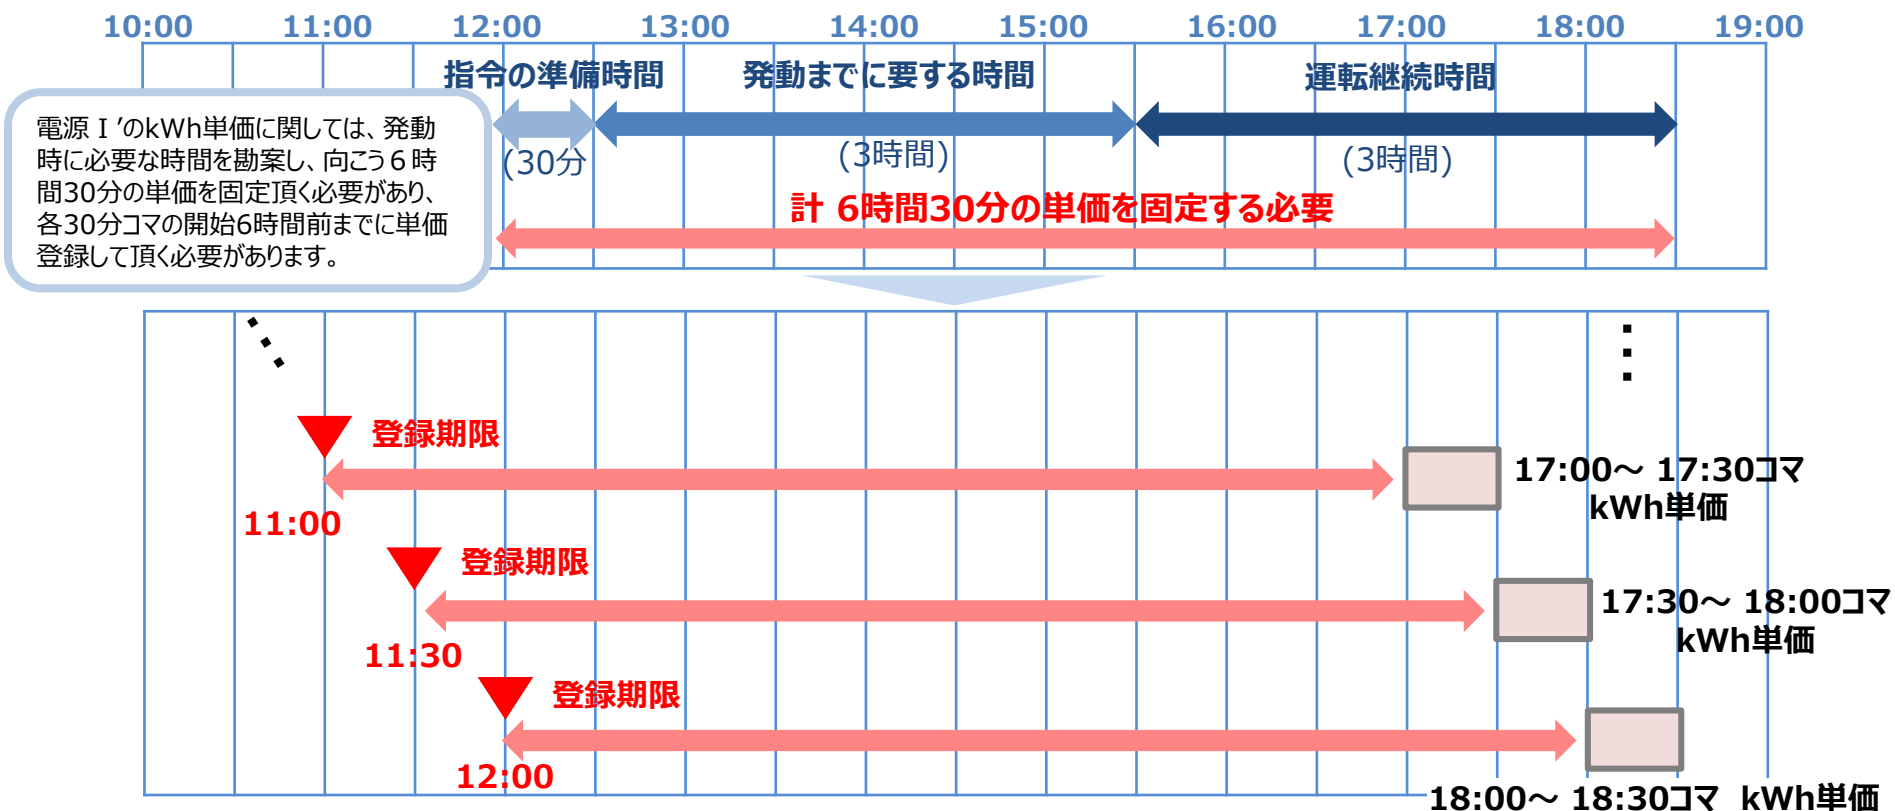 10:00 11:00 12:00 13:00 14:00 15:00 16:00 17:00 18:00 19:00
指令の準備時間 発動までに要する時間 運転継続時間
電源Ⅰ’のkWh単価に関しては、発動
時に必要な時間を勘案し、向こう6時
間30分の単価を固定頂く必要があり、
各30分コマの開始6時間前までに単価
登録して頂く必要があります。
(30分 (3時間) (3時間)
計 6時間30分の単価を固定する必要
登録期限
17:00～ 17:30コマ
kWh単価
11:00
登録期限
17:30～ 18:00コマ
kWh単価
11:30
登録期限
12:00
18:00～ 18:30コマ kWh単価